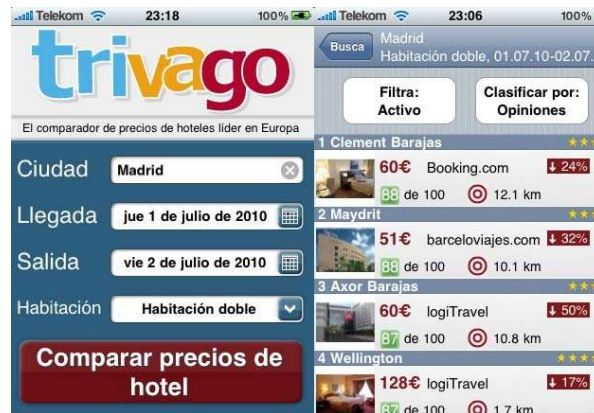 Telekom 23:18 100%
trivago
El comparador de precios de hoteles líder en Europa
Ciudad Madrid
Llegada jue 1 de julio de 2010
Salida vie 2 de julio de 2010
Habitación Habitación doble
Comparar precios de
hotel
Telekom 23:06 100%
Busca
Madrid
Habitación doble, 01.07.10-02.07.
Filtra:
Activo
Clasificar por:
Opiniones
1 Clement Barajas
60€ Booking.com 24%
88 de 100 12.1 km
2 Maydrit
51€ barceloviajes.com 32%
88 de 100 10.1 km
3 Axor Barajas
60€ logiTravel 50%
87 de 100 10.8 km
4 Wellington
128€ logiTravel 17%
87 de 100 1.7 km